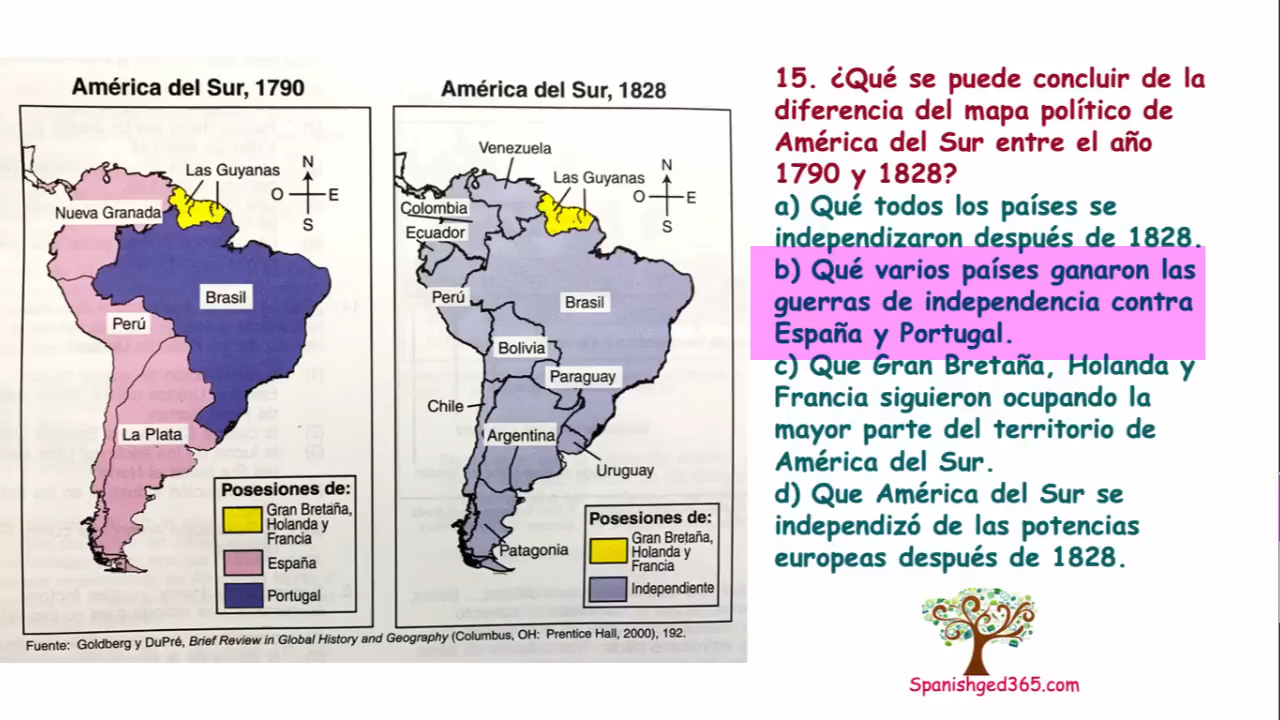 América del Sur, 1790
Las Guyanas
N
O
E
S
Nueva Granada
Brasil
Perú
La Plata
Posesiones de:
Gran Bretaña,
Holanda y
Francia
España
Portugal
América del Sur, 1828
Venezuela
Las Guyanas
N
O
E
S
Colombia
Ecuador
Perú
Brasil
Bolivia
Paraguay
Chile
Argentina
Uruguay
Patagonia
Posesiones de:
Gran Bretaña,
Holanda y
Francia
Independiente
Fuente: Goldberg y DuPré, Brief Review in Global History and Geography (Columbus, OH: Prentice Hall, 2000), 192.
15. ¿Qué se puede concluir de la
diferencia del mapa político de
América del Sur entre el año
1790 y 1828?
a) Qué todos los países se
independizaron después de 1828.
b) Qué varios países ganaron las
guerras de independencia contra
España y Portugal.
c) Que Gran Bretaña, Holanda y
Francia siguieron ocupando la
mayor parte del territorio de
América del Sur.
d) Que América del Sur se
independizó de las potencias
europeas después de 1828.
Spanishged365.com